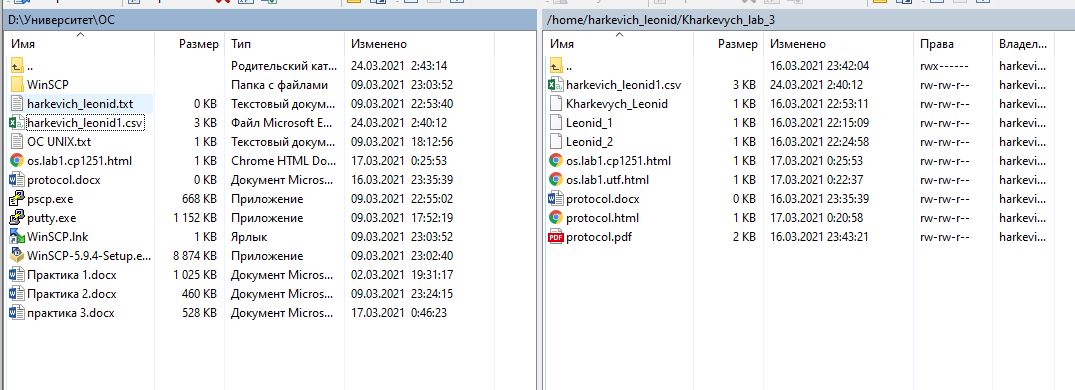 D:\Университет\ОС
Имя Размер Тип Изменено
.. Родительский кат... 24.03.2021 2:43:14
WinSCP Папка с файлами 09.03.2021 23:03:52
harkevich_leonid.txt 0 KB Текстовый докум... 09.03.2021 22:53:40
harkevich_leonid1.csv 3 KB Файл Microsoft E... 24.03.2021 2:40:12
ОС UNIX.txt 1 KB Текстовый докум... 09.03.2021 18:12:56
os.lab1.cp1251.html 1 KB Chrome HTML Do... 17.03.2021 0:25:53
protocol.docx 0 KB Документ Micros... 16.03.2021 23:35:39
pscp.exe 668 KB Приложение 09.03.2021 22:55:02
putty.exe 1 152 KB Приложение 09.03.2021 17:52:19
WinSCP.lnk 1 KB Ярлык 09.03.2021 23:03:52
WinSCP-5.9.4-Setup.e... 8 874 KB Приложение 09.03.2021 23:02:40
Практика 1.docx 1 025 KB Документ Micros... 02.03.2021 19:31:17
Практика 2.docx 460 KB Документ Micros... 09.03.2021 23:24:15
практика 3.docx 528 KB Документ Micros... 17.03.2021 0:46:23
/home/harkevich_leonid/Kharkevych_lab_3
Имя Размер Изменено Права Владел...
.. 16.03.2021 23:42:04 rwx------ harkevi...
harkevich_leonid1.csv 3 KB 24.03.2021 2:40:12 rw-rw-r-- harkevi...
Kharkevych_Leonid 1 KB 16.03.2021 22:53:11 rw-rw-r-- harkevi...
Leonid_1 1 KB 16.03.2021 22:15:09 rw-rw-r-- harkevi...
Leonid_2 1 KB 16.03.2021 22:24:58 rw-rw-r-- harkevi...
os.lab1.cp1251.html 1 KB 17.03.2021 0:25:53 rw-rw-r-- harkevi...
os.lab1.utf.html 1 KB 17.03.2021 0:22:37 rw-rw-r-- harkevi...
protocol.docx 0 KB 16.03.2021 23:35:39 rw-rw-r-- harkevi...
protocol.html 1 KB 17.03.2021 0:20:58 rw-rw-r-- harkevi...
PDF protocol.pdf 2 KB 16.03.2021 23:43:21 rw-rw-r-- harkevi...